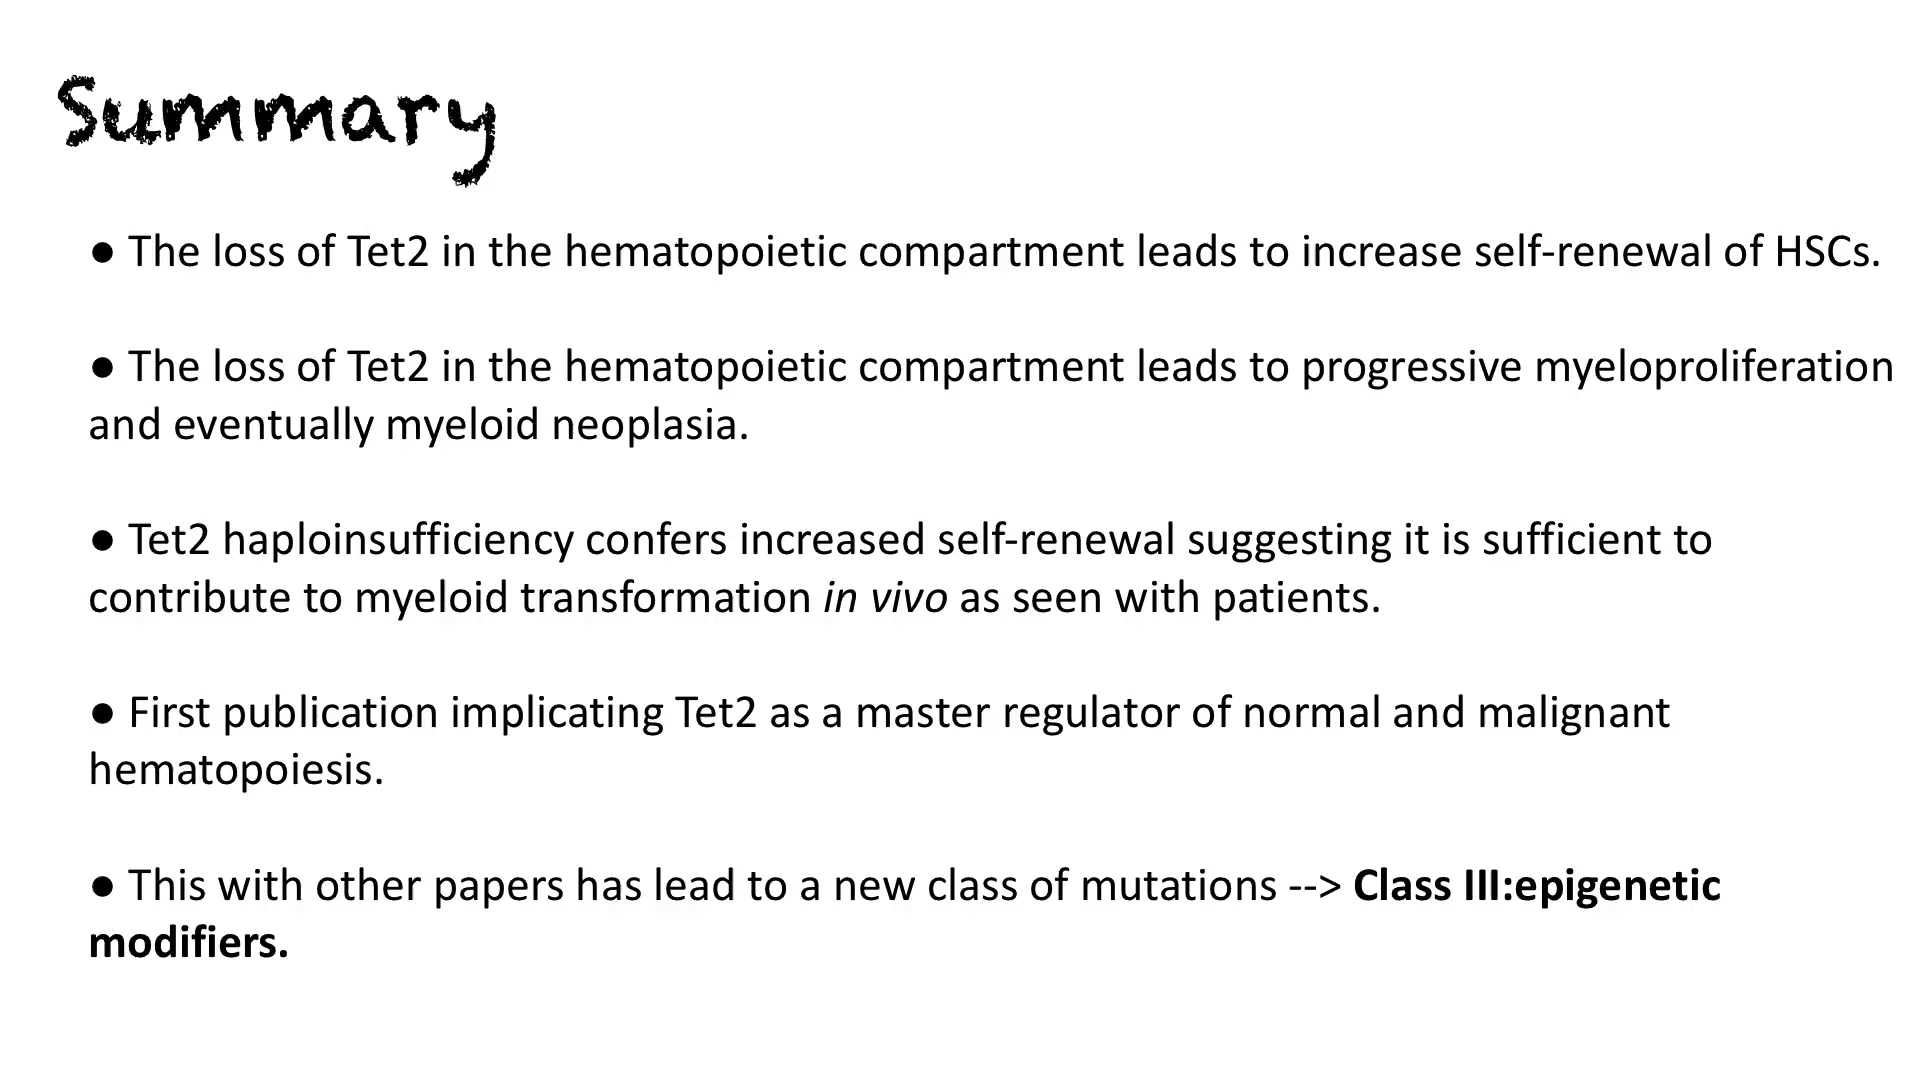 Summary
● The loss of Tet2 in the hematopoietic compartment leads to increase self-renewal of HSCs.
● The loss of Tet2 in the hematopoietic compartment leads to progressive myeloproliferation
and eventually myeloid neoplasia.
● Tet2 haploinsufficiency confers increased self-renewal suggesting it is sufficient to
contribute to myeloid transformation in vivo as seen with patients.
● First publication implicating Tet2 as a master regulator of normal and malignant
hematopoiesis.
● This with other papers has lead to a new class of mutations --> Class III:epigenetic
modifiers.